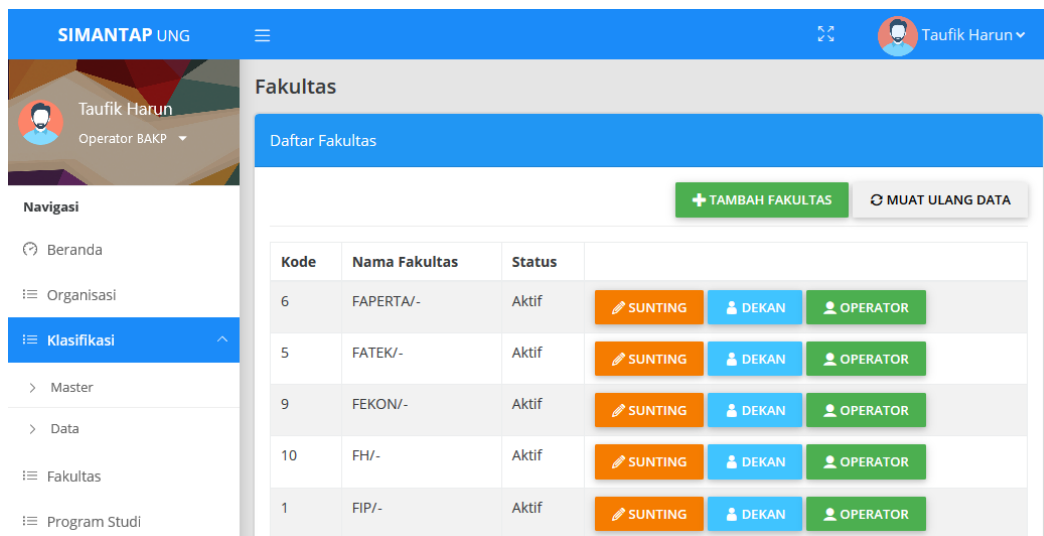 SIMANTAP UNG
Taufik Harun
Taufik Harun
Operator BAKP
Navigasi
Beranda
Organisasi
Klasifikasi
Master
Data
Fakultas
Program Studi
Fakultas
Daftar Fakultas
TAMBAH FAKULTAS MUAT ULANG DATA
Kode Nama Fakultas Status
6 FAPERTA/- Aktif SUNTING DEKAN OPERATOR
5 FATEK/- Aktif SUNTING DEKAN OPERATOR
9 FEKON/- Aktif SUNTING DEKAN OPERATOR
10 FH/- Aktif SUNTING DEKAN OPERATOR
1 FIP/- Aktif SUNTING DEKAN OPERATOR